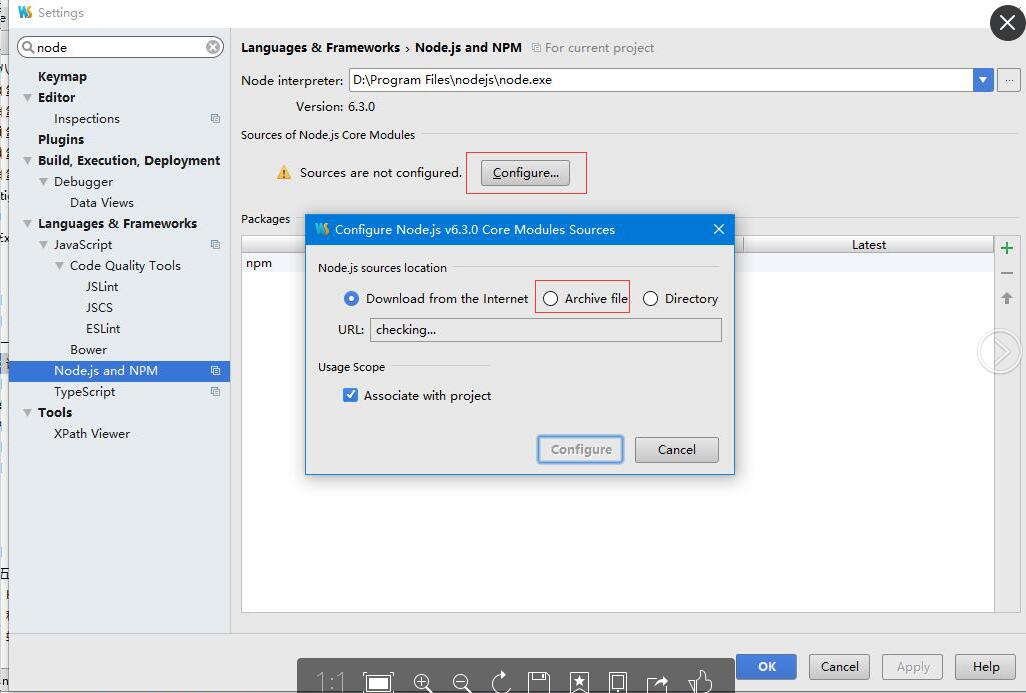 Settings
node
Keymap
Editor
Inspections
Plugins
Build, Execution, Deployment
Debugger
Data Views
Languages & Frameworks
JavaScript
Code Quality Tools
JSLint
JSCS
ESLint
Bower
Node.js and NPM
TypeScript
Tools
XPath Viewer
Languages & Frameworks › Node.js and NPM For current project
Node interpreter: D:\Program Files\nodejs\node.exe ...
Version: 6.3.0
Sources of Node.js Core Modules
Sources are not configured. Configure...
Packages
Latest
npm
Configure Node.js v6.3.0 Core Modules Sources
Node.js sources location
Download from the Internet Archive file Directory
URL: checking...
Usage Scope
Associate with project
Configure Cancel
1:1
OK Cancel Apply Help